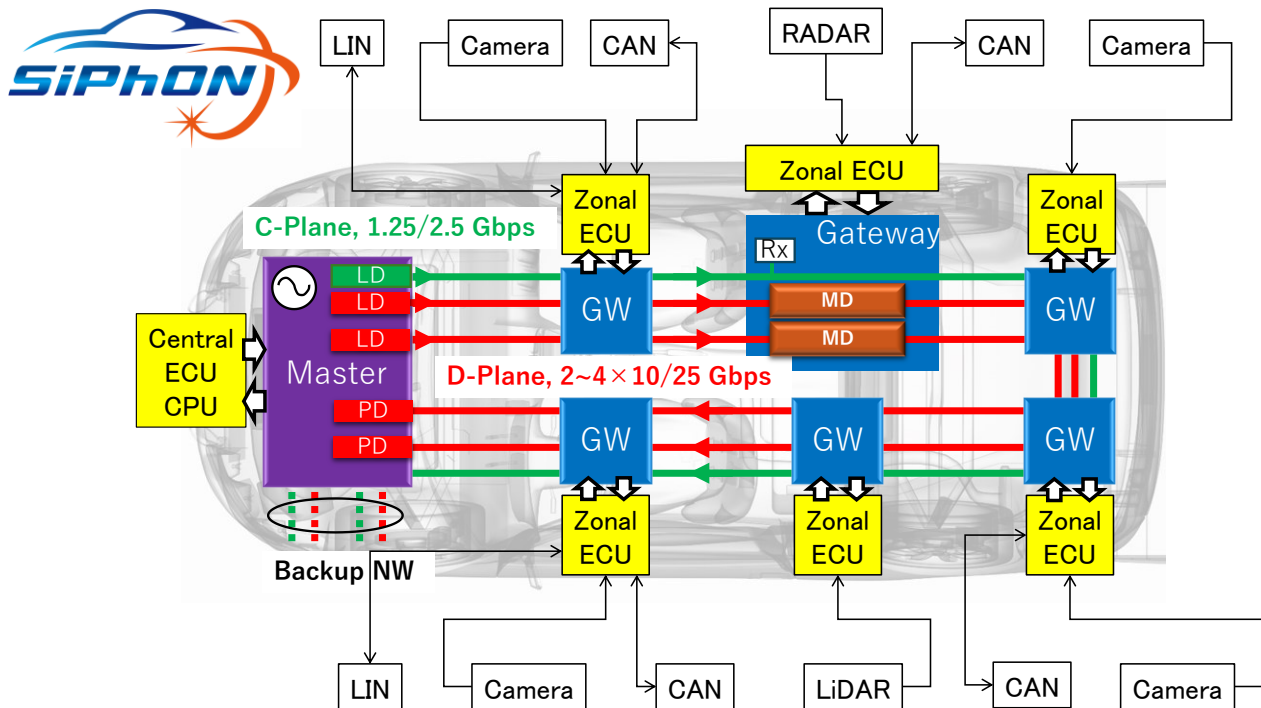 SiPhON
LIN
Camera
CAN
RADAR
CAN
Camera
Zonal
ECU
Zonal ECU
Zonal
ECU
C-Plane, 1.25/2.5 Gbps
Gateway
Rx
LD
LD
LD
GW
MD
MD
GW
Central
ECU
CPU
Master
D-Plane, 2~4×10/25 Gbps
PD
PD
GW
GW
GW
Zonal
ECU
Zonal
ECU
Zonal
ECU
Backup NW
LIN
Camera
CAN
LiDAR
CAN
Camera